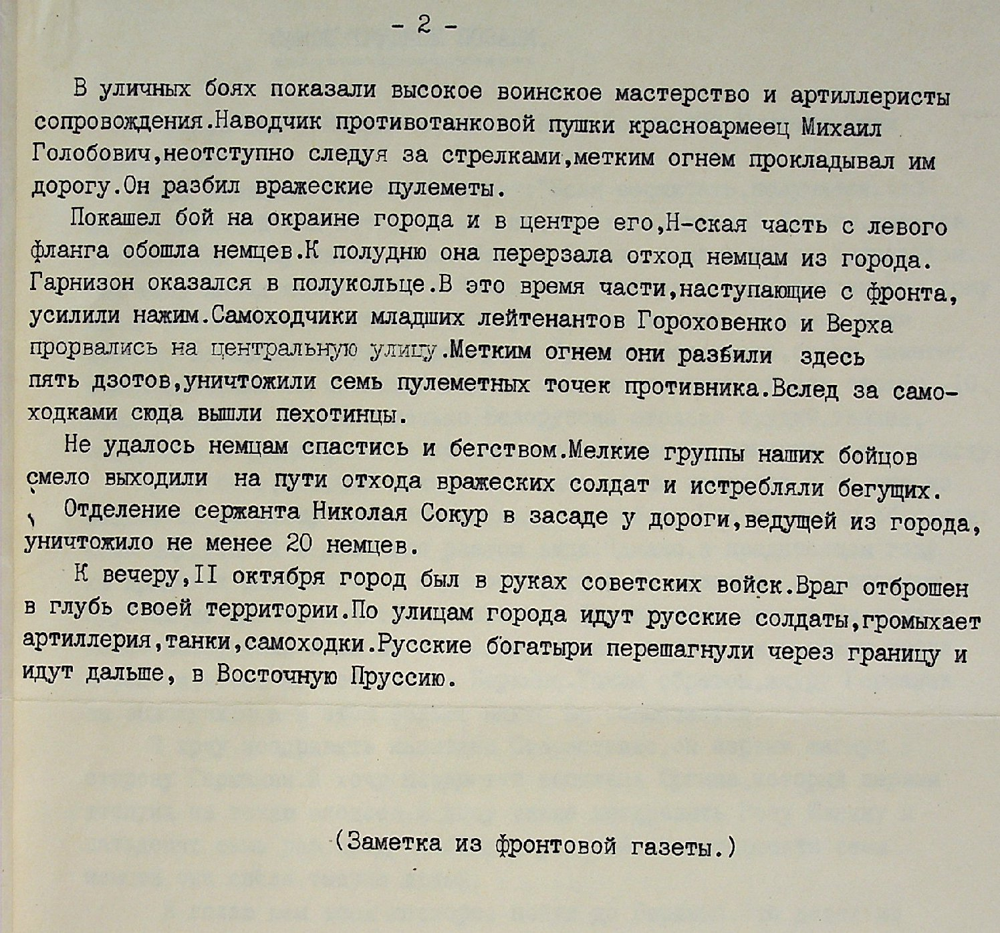 - 2 -
В уличных боях показали высокое воинское мастерство и артиллеристы
сопровождения.Наводчик противотанковой пушки красноармеец Михаил
Голобович,неотступно следуя за стрелками,метким огнем прокладывал им
дорогу.Он разбил вражеские пулеметы.
Покашел бой на окраине города и в центре его,Н-ская часть с левого
фланга обошла немцев.К полудню она перерзала отход немцам из города.
Гарнизон оказался в полукольце.В это время части,наступающие с фронта,
усилили нажим.Самоходчики младших лейтенантов Гороховенко и Верха
прорвались на центральную улицу.Метким огнем они разбили здесь
пять дзотов,уничтожили семь пулеметных точек противника.Вслед за само-
ходками сюда вышли пехотинцы.
Не удалось немцам спастись и бегством.Мелкие группы наших бойцов
смело выходили на пути отхода вражеских солдат и истребляли бегущих.
Отделение сержанта Николая Сокур в засаде у дороги,ведущей из города,
уничтожило не менее 20 немцев.
К вечеру,II октября город был в руках советских войск.Враг отброшен
в глубь своей территории.По улицам города идут русские солдаты,громыхает
артиллерия,танки,самоходки.Русские богатыри перешагнули через границу и
идут дальше, в Восточную Пруссию.
(Заметка из фронтовой газеты.)